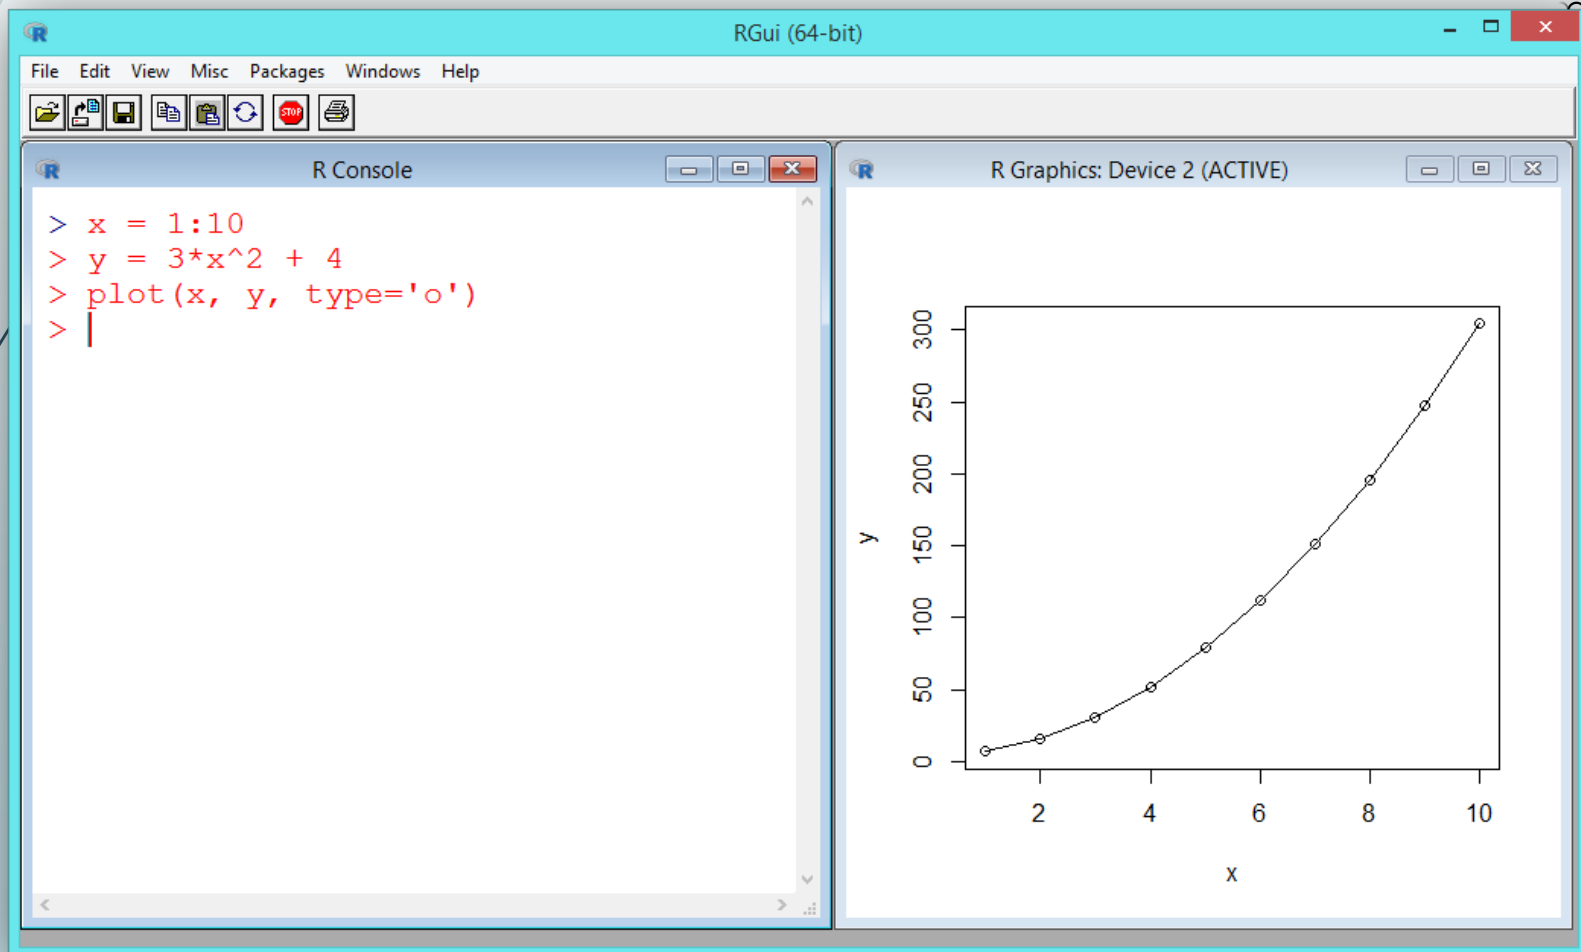 RGui (64-bit)
File Edit View Misc Packages Windows Help
STOP
R Console
> x = 1:10
> y = 3*x^2 + 4
> plot(x, y, type='o')
>
R Graphics: Device 2 (ACTIVE)
300
250
200
150
100
50
0
y
2 4 6 8 10
x